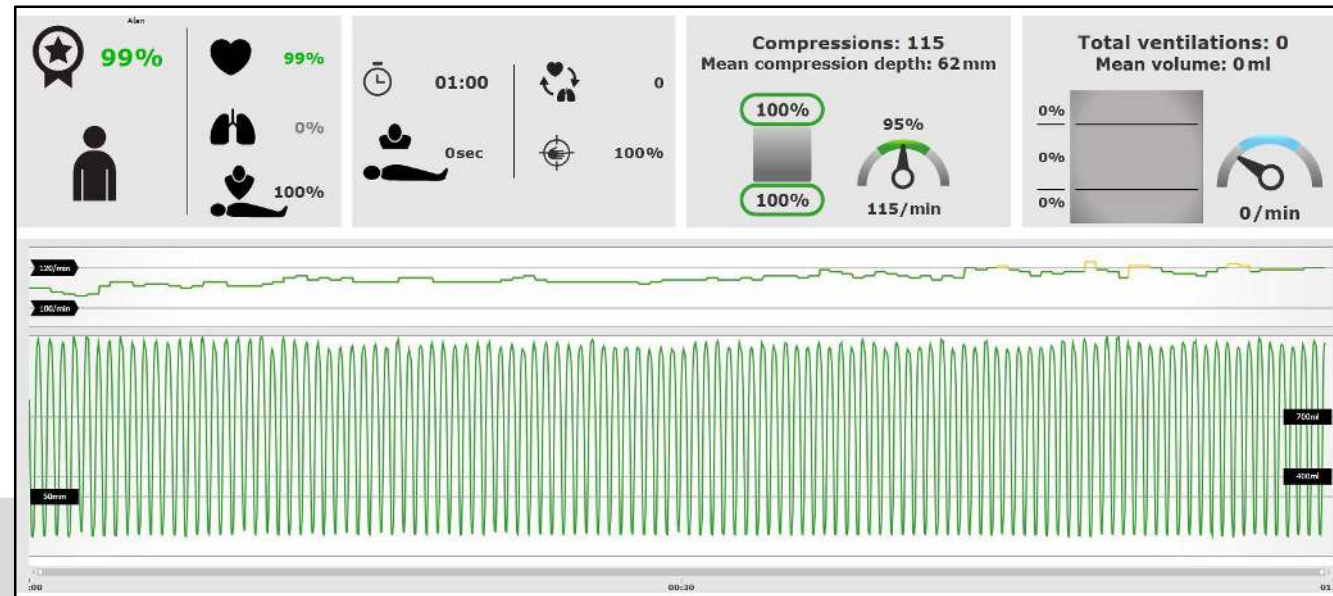 Alan
99%
99%
0%
100%
01:00
0sec
0
100%
Compressions: 115
Mean compression depth: 62mm
100%
100%
95%
115/min
Total ventilations: 0
Mean volume: 0ml
0%
0%
0%
0/min
120/min
100/min
700ml
400ml
50mm
:00
00:30
01